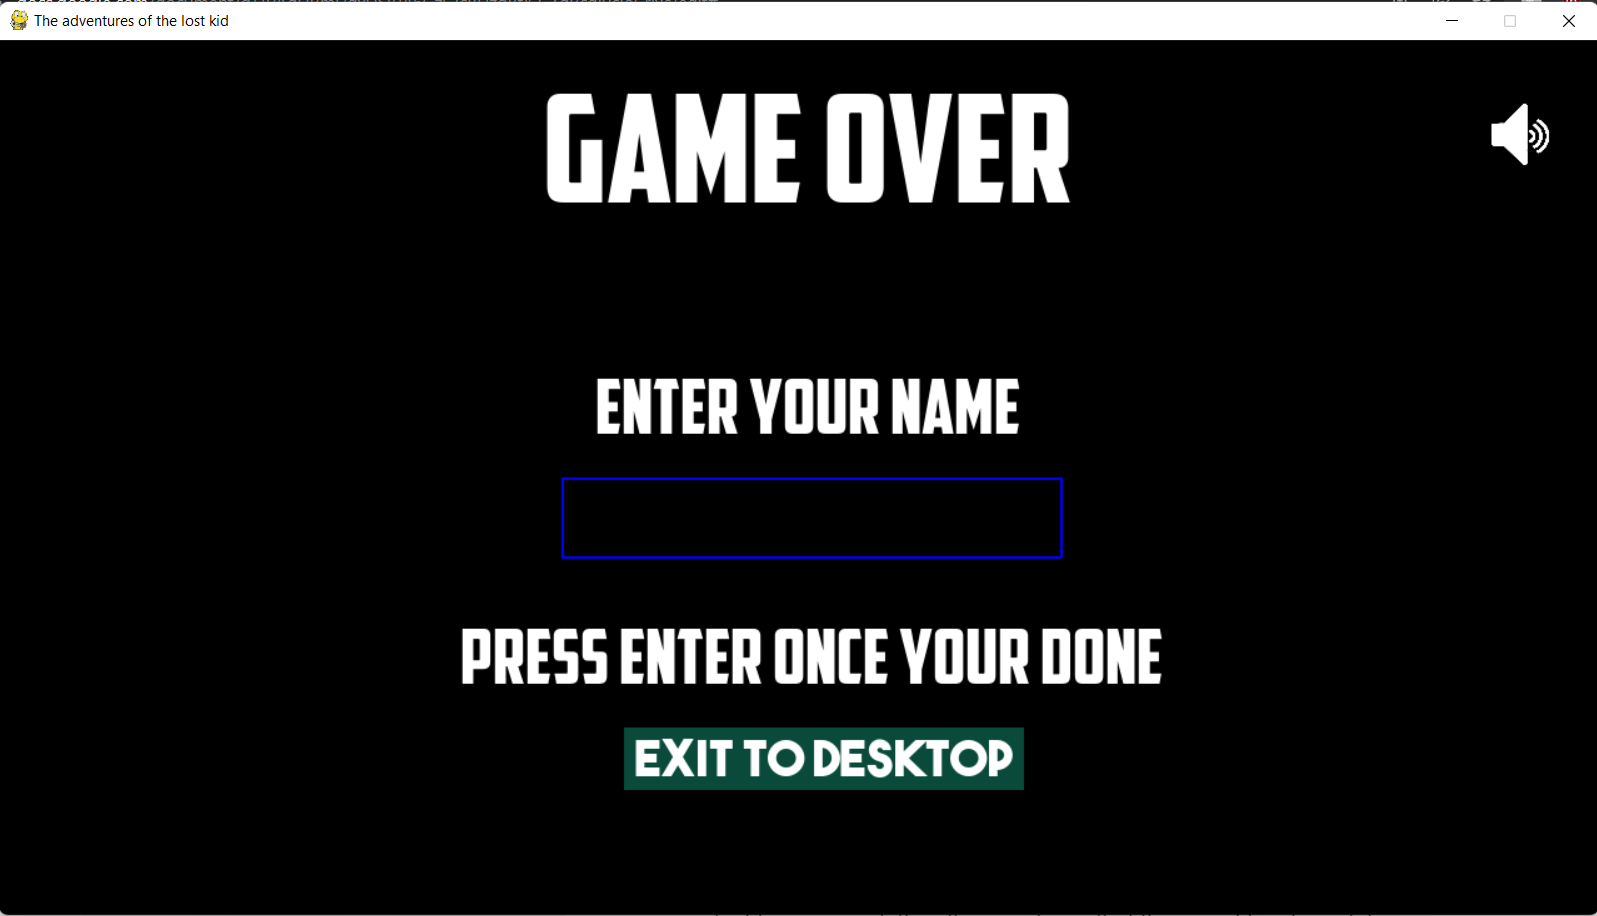 The adventures of the lost kid
GAME OVER
ENTER YOUR NAME
PRESS ENTER ONCE YOUR DONE
EXIT TO DESKTOP